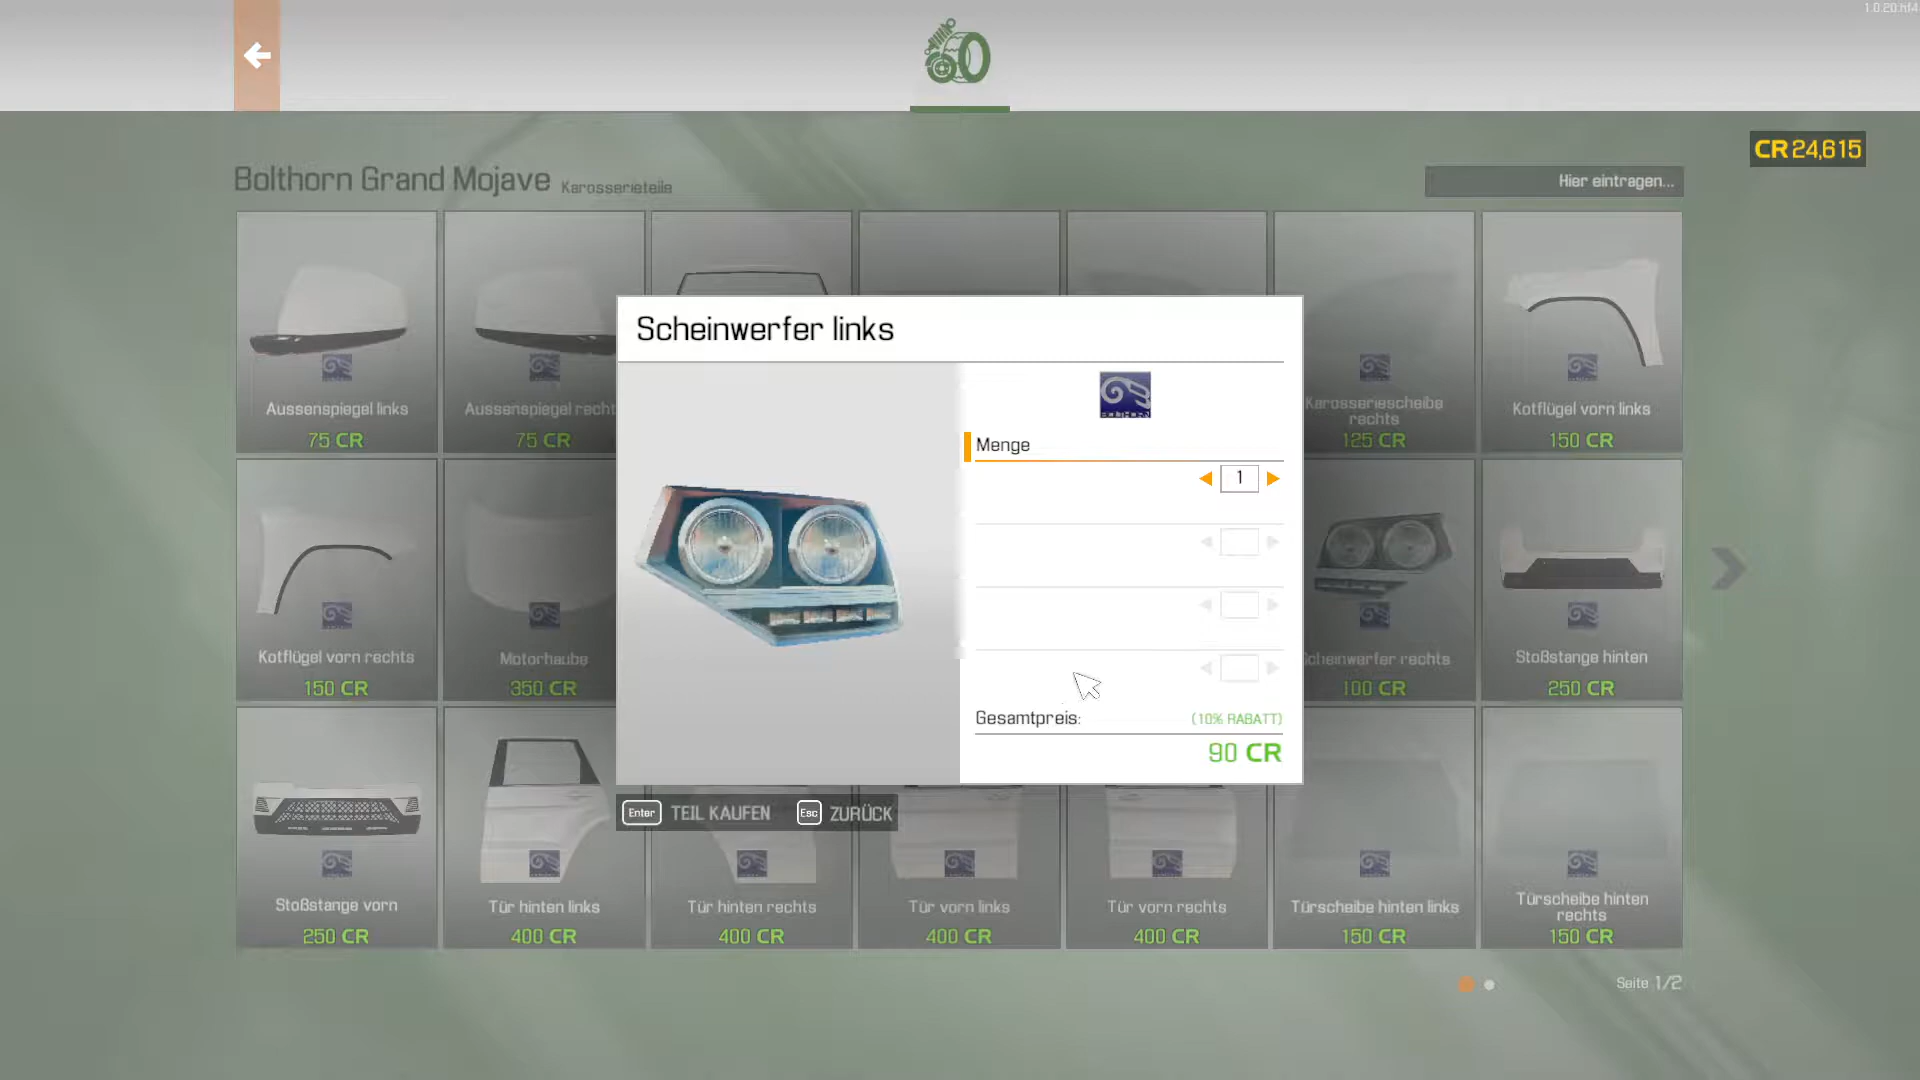 1.0.20.hf4
CR 24,615
Bolthorn Grand Mojave Karosserieteile
Hier eintragen...
Aussenspiegel links
75 CR
Aussenspiegel recht
75 CR
Karosseriescheibe
rechts
125 CR
Kotflügel vorn links
150 CR
Scheinwerfer links
BOLTHORN
Menge
1
Gesamtpreis:
(10% RABATT)
90 CR
Enter TEIL KAUFEN
Esc ZURÜCK
Kotflügel vorn rechts
150 CR
Motorhaube
350 CR
cheinwerfer rechts
100 CR
Stoßstange hinten
250 CR
Stoßstange vorn
250 CR
Tür hinten links
400 CR
Tür hinten rechts
400 CR
Tür vorn links
400 CR
Tür vorn rechts
400 CR
Türscheibe hinten links
150 CR
Türscheibe hinten
rechts
150 CR
Seite 1/2